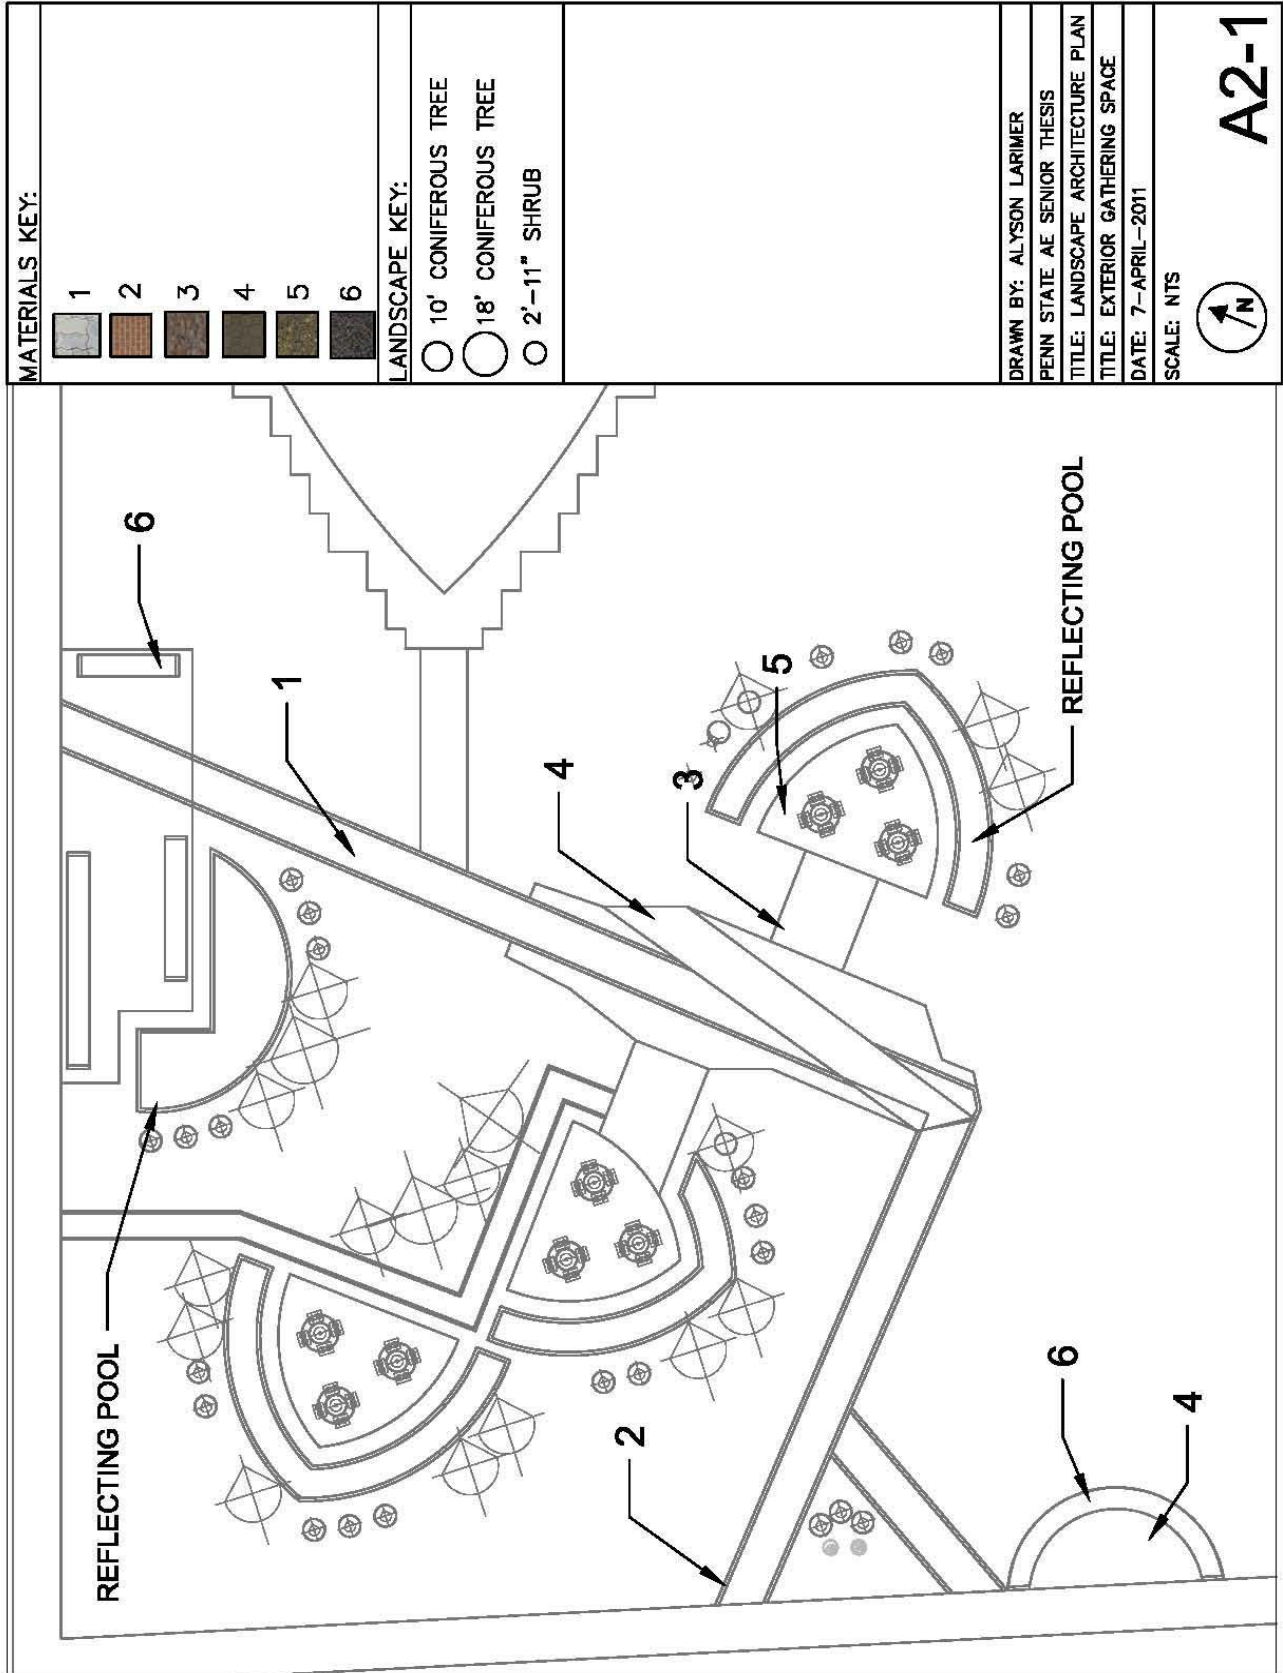 MATERIALS KEY:
1
2
3
4
5
6
LANDSCAPE KEY:
10' CONIFEROUS TREE
18' CONIFEROUS TREE
2'-11" SHRUB
DRAWN BY: ALYSON LARIMER
PENN STATE AE SENIOR THESIS
TITLE: LANDSCAPE ARCHITECTURE PLAN
TITLE: EXTERIOR GATHERING SPACE
DATE: 7-APRIL-2011
SCALE: NTS
N
A2-1
REFLECTING POOL
6
1
4
3
5
REFLECTING POOL
2
6
4